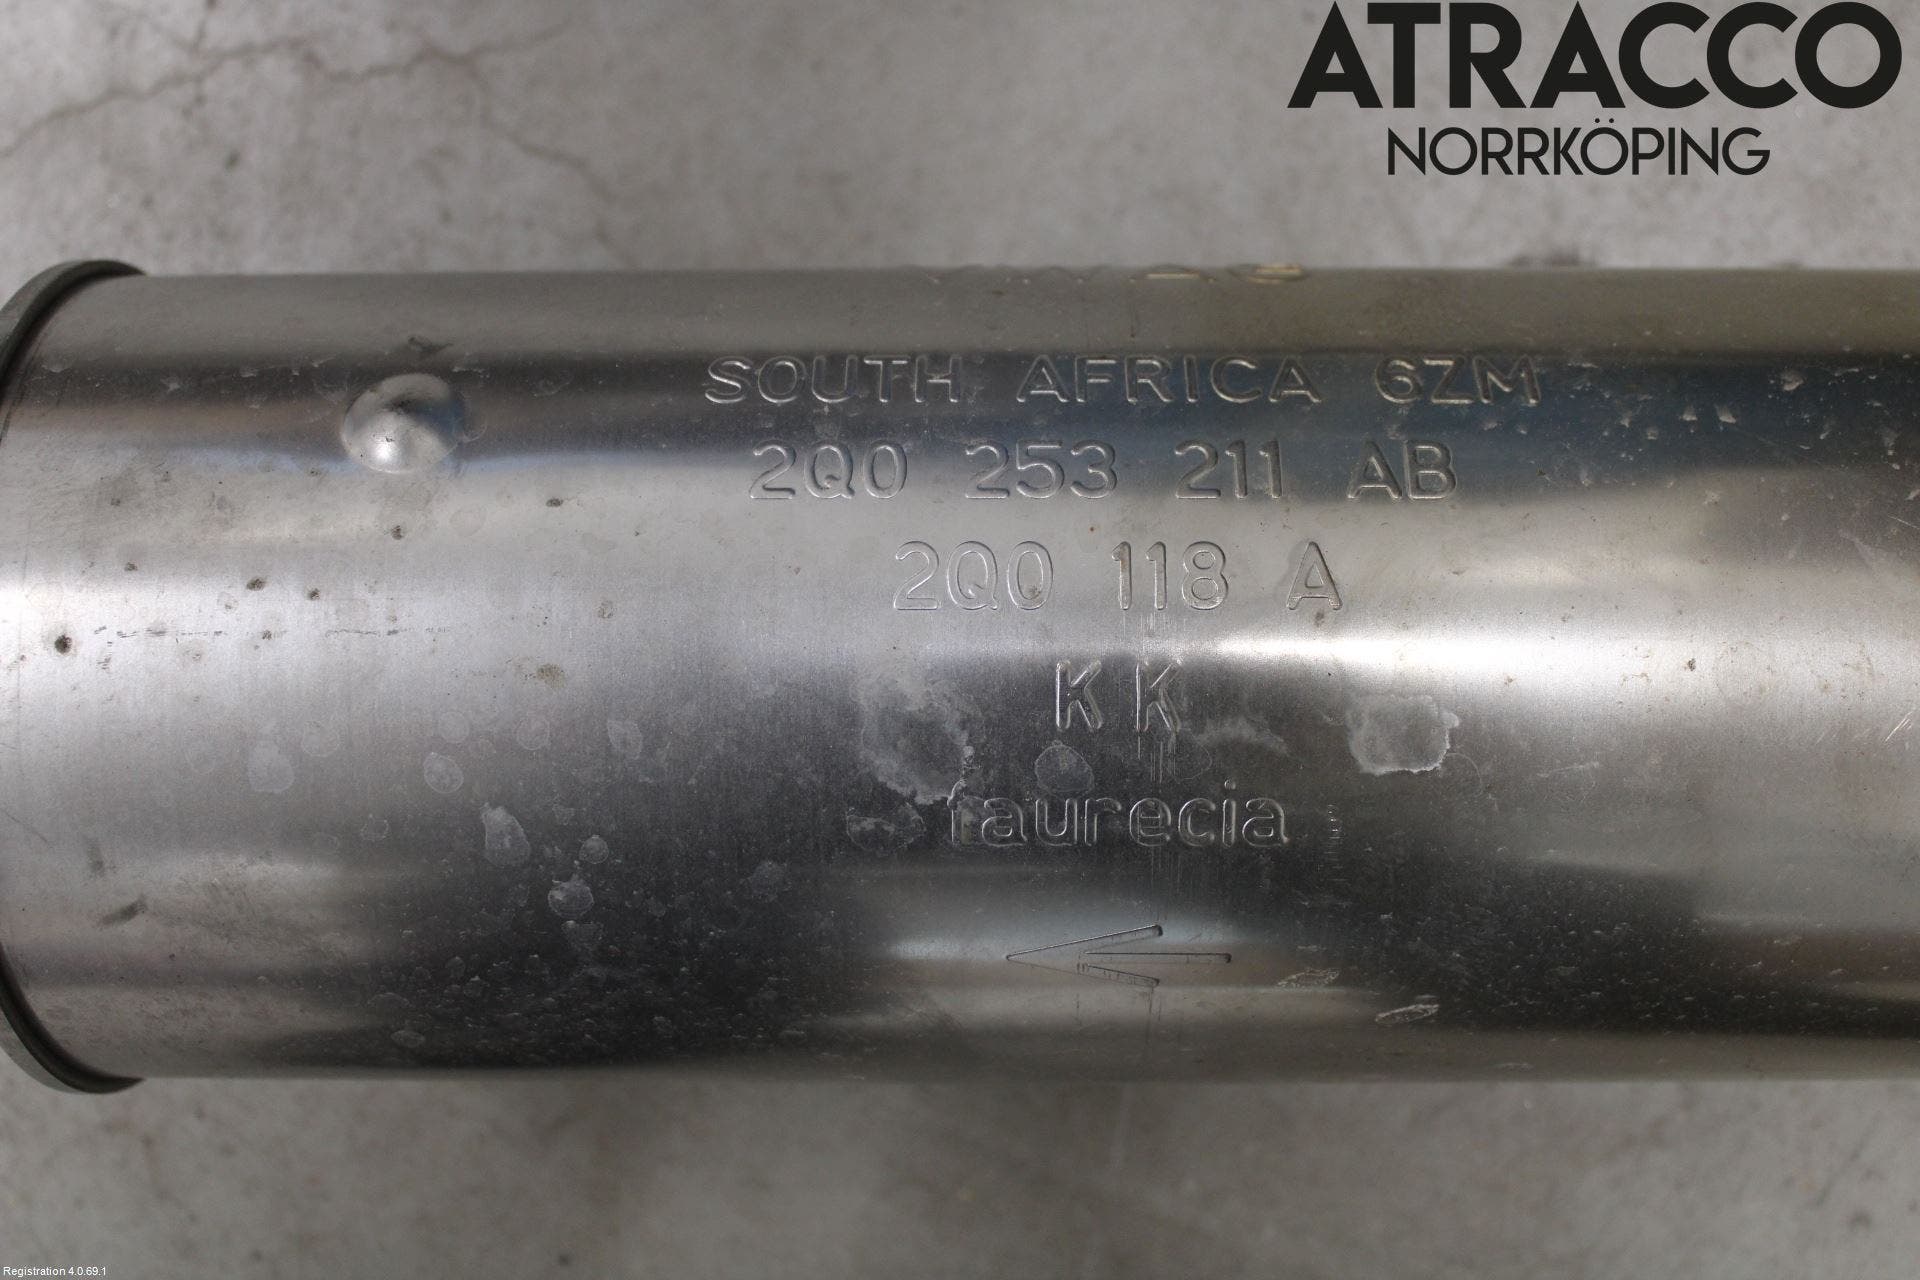 ATRACCO
NORRKÖPING
SOUTH AFRICA 6ZM
2Q0 253 211 AB
2Q0 118 A
KK
faurecia
Registration 4.0.69.1